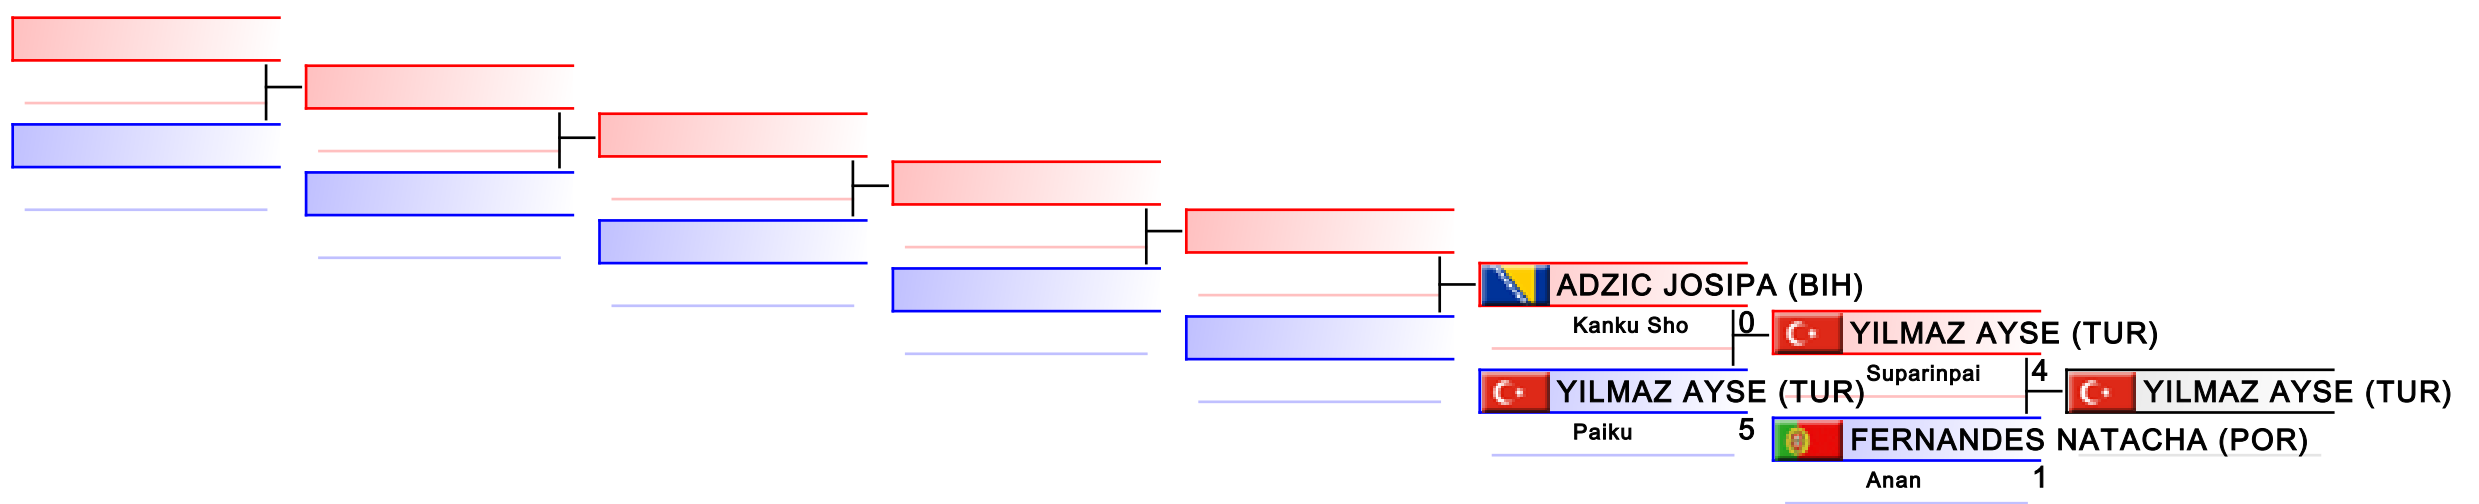 ADZIC JOSIPA (BIH)
Kanku Sho 0
YILMAZ AYSE (TUR)
Paiku 5
YILMAZ AYSE (TUR)
Suparinpai 4
FERNANDES NATACHA (POR)
Anan 1
YILMAZ AYSE (TUR)